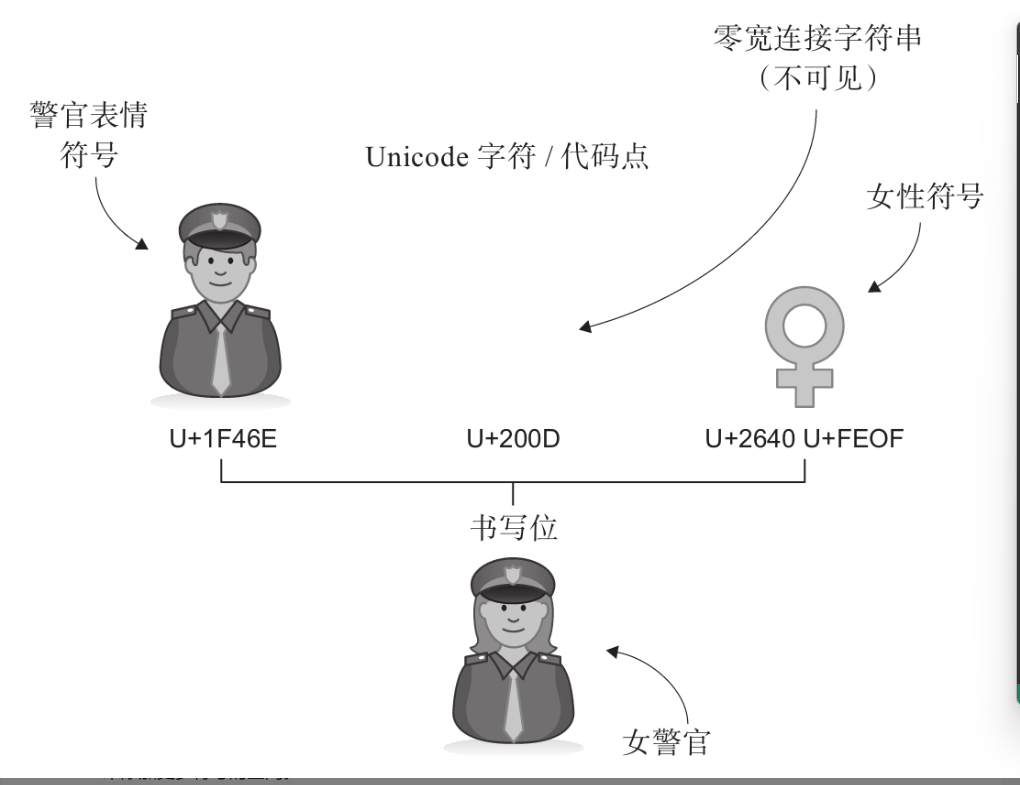 零宽连接字符串
（不可见）
警官表情
符号
Unicode 字符 / 代码点
女性符号
U+1F46E
U+200D
U+2640 U+FEOF
书写位
女警官